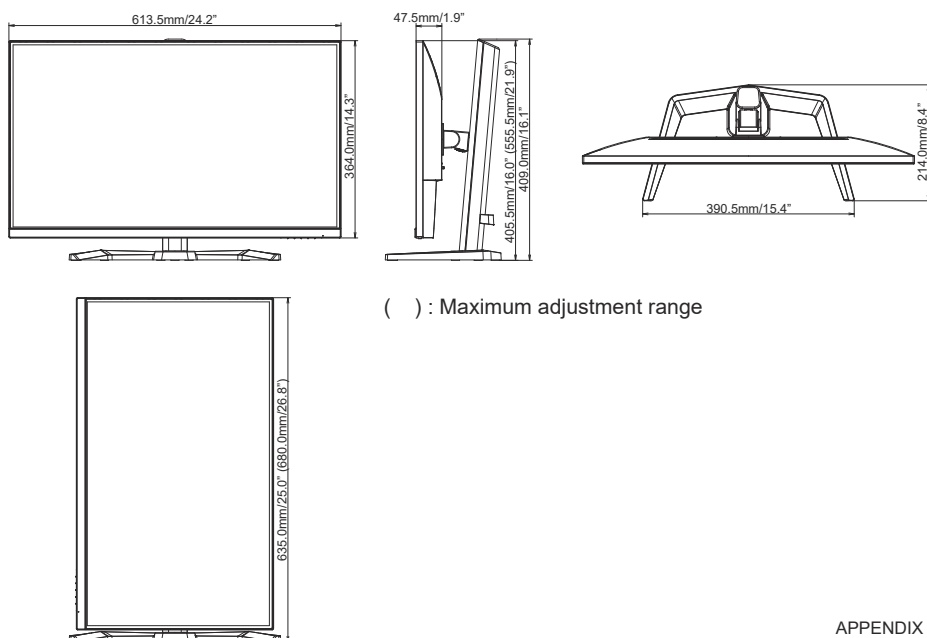 613.5mm/24.2”
47.5mm/1.9”
364.0mm/14.3”
405.5mm/16.0” (555.5mm/21.9”)
409.0mm/16.1”
214.0mm/8.4”
390.5mm/15.4”
( ) : Maximum adjustment range
635.0mm/25.0” (680.0mm/26.8”)
APPENDIX